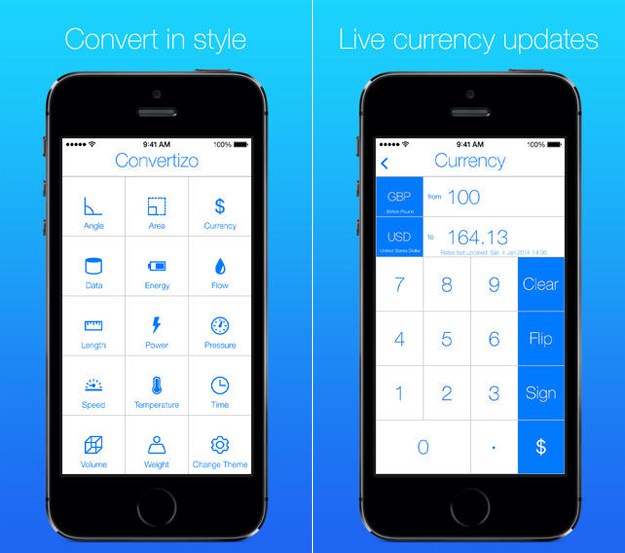 Convert in style
9:41 AM 100%
Convertizo
Angle Area $ Currency
Data Energy Flow
Length Power Pressure
Speed Temperature Time
Volume Weight Change Theme
Live currency updates
9:41 AM 100%
Currency
GBP from 100
British Pound
USD to 164.13
United States Dollar Rates last updated: Sat, 4 Jan 2014 14:06
7 8 9 Clear
4 5 6 Flip
1 2 3 Sign
0 . $